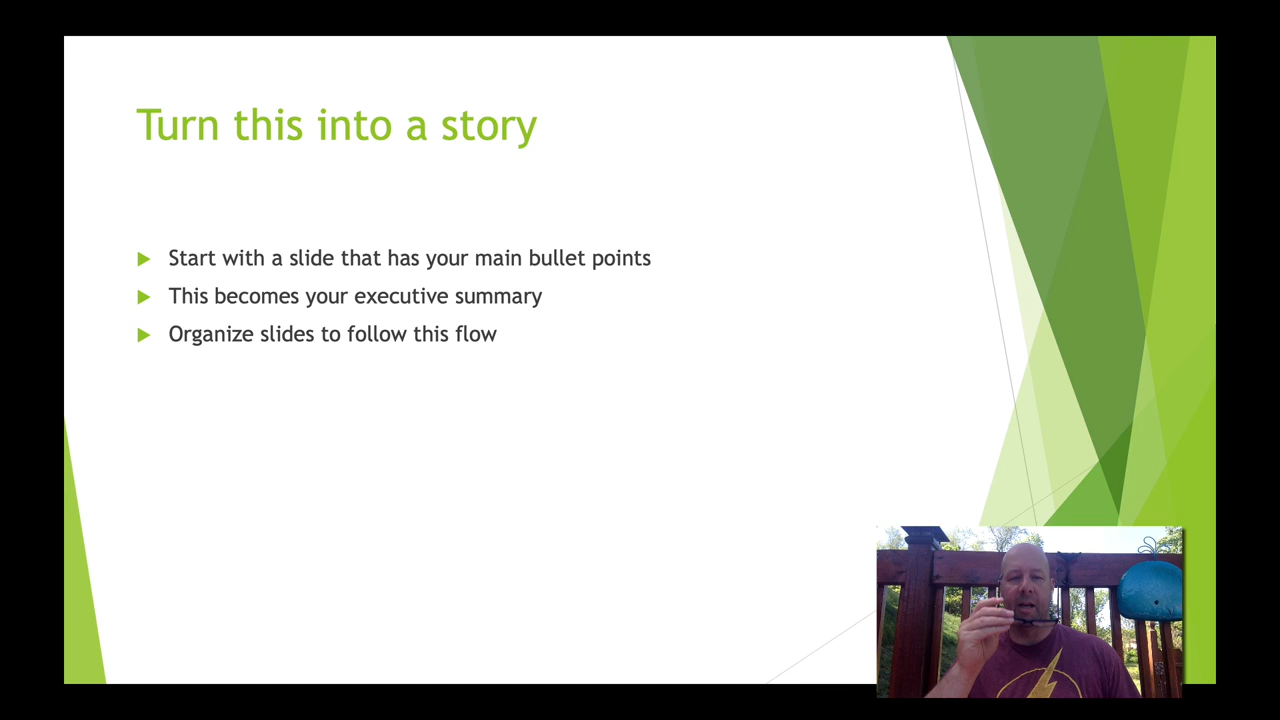 Turn this into a story
Start with a slide that has your main bullet points
This becomes your executive summary
Organize slides to follow this flow